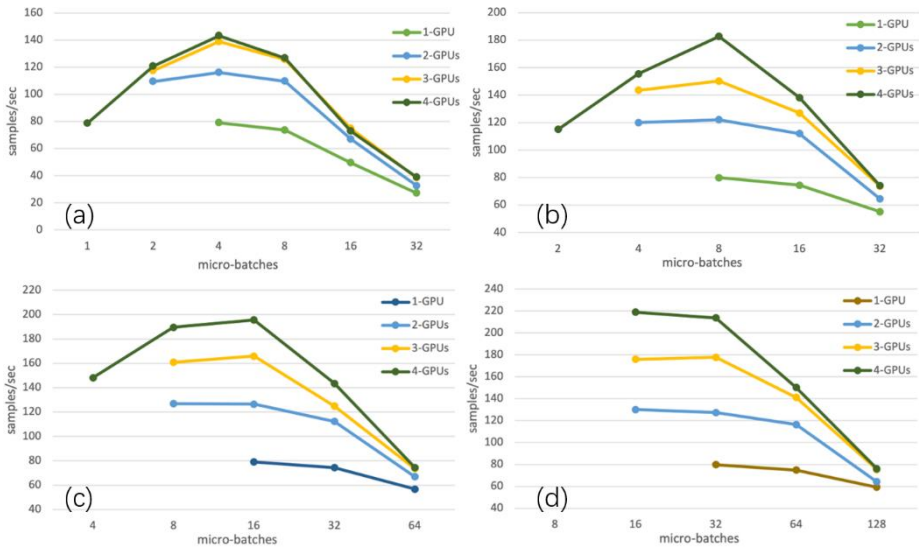 160
140
120
100
80
60
40
20
0
samples/sec
1 2 4 8 16 32
micro-batches
1-GPU
2-GPUs
3-GPUs
4-GPUs
(a)
200
180
160
140
120
100
80
60
40
samples/sec
2 4 8 16 32
micro-batches
1-GPU
2-GPUs
3-GPUs
4-GPUs
(b)
220
200
180
160
140
120
100
80
60
40
samples/sec
4 8 16 32 64
micro-batches
1-GPU
2-GPUs
3-GPUs
4-GPUs
(c)
240
220
200
180
160
140
120
100
80
60
40
samples/sec
8 16 32 64 128
micro-batches
1-GPU
2-GPUs
3-GPUs
4-GPUs
(d)